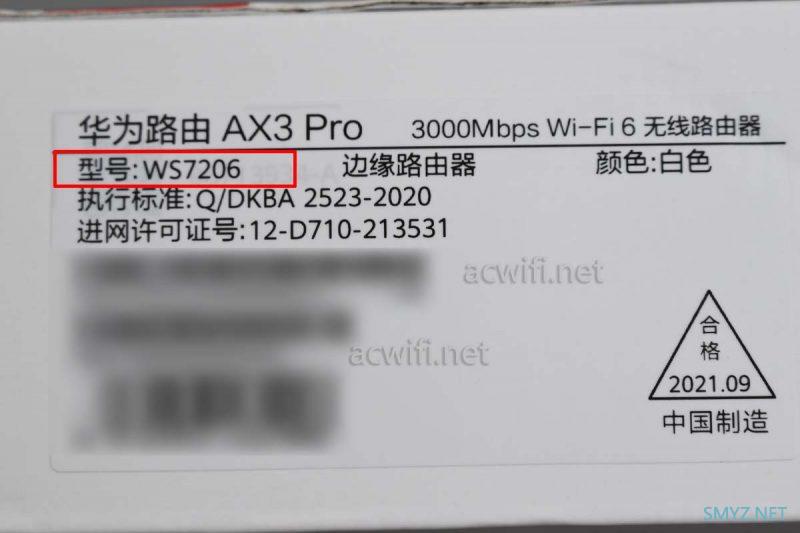 华为路由 AX3 Pro 3000Mbps Wi-Fi 6 无线路由器
型号:WS7206 边缘路由器 颜色:白色
执行标准:Q/DKBA 2523-2020
进网许可证号:12-D710-213531
acwifi.net
acwifi.net
合
格
2021.09
中国制造
SMYZ.NET